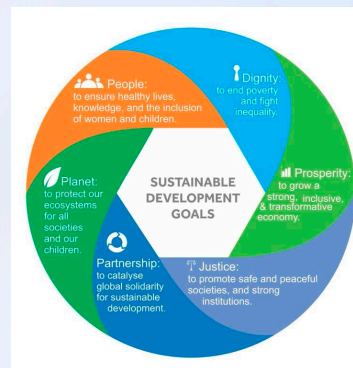 People:
to ensure healthy lives,
knowledge, and the inclusion
of women and children.
Dignity:
to end poverty
and fight
inequality.
Prosperity:
to grow a
strong, inclusive,
& transformative
economy.
Justice:
to promote safe and peaceful
societies, and strong
institutions.
Partnership:
to catalyse
global solidarity
for sustainable
development.
Planet:
to protect our
ecosystems
for all
societies
and our
children.
SUSTAINABLE
DEVELOPMENT
GOALS